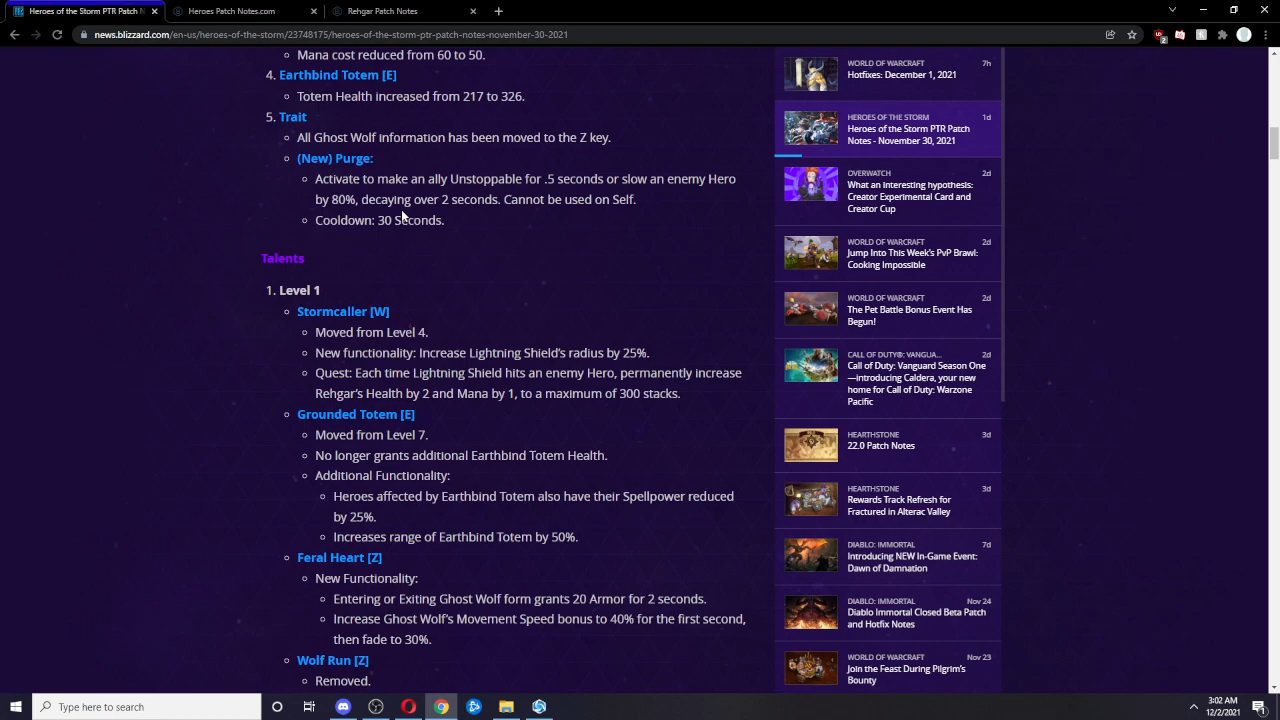 Heroes of the Storm PTR Patch N
Heroes Patch Notes.com
Rehgar Patch Notes
news.blizzard.com/en-us/heroes-of-the-storm/23748175/heroes-of-the-storm-ptr-patch-notes-november-30-2021
Mana cost reduced from 60 to 50.
4. Earthbind Totem [E]
Totem Health increased from 217 to 326.
5. Trait
All Ghost Wolf information has been moved to the Z key.
(New) Purge:
Activate to make an ally Unstoppable for .5 seconds or slow an enemy Hero
by 80%, decaying over 2 seconds. Cannot be used on Self.
Cooldown: 30 Seconds.
Talents
1. Level 1
Stormcaller [W]
Moved from Level 4.
New functionality: Increase Lightning Shield's radius by 25%.
Quest: Each time Lightning Shield hits an enemy Hero, permanently increase
Rehgar's Health by 2 and Mana by 1, to a maximum of 300 stacks.
Grounded Totem [E]
Moved from Level 7.
No longer grants additional Earthbind Totem Health.
Additional Functionality:
Heroes affected by Earthbind Totem also have their Spellpower reduced
by 25%.
Increases range of Earthbind Totem by 50%.
Feral Heart [Z]
New Functionality:
Entering or Exiting Ghost Wolf form grants 20 Armor for 2 seconds.
Increase Ghost Wolf's Movement Speed bonus to 40% for the first second,
then fade to 30%.
Wolf Run [Z]
Removed.
WORLD OF WARCRAFT 7h
Hotfixes: December 1, 2021
HEROES OF THE STORM 1d
Heroes of the Storm PTR Patch
Notes - November 30, 2021
OVERWATCH 2d
What an interesting hypothesis:
Creator Experimental Card and
Creator Cup
WORLD OF WARCRAFT 2d
Jump Into This Week's PvP Brawl:
Cooking Impossible
WORLD OF WARCRAFT 2d
The Pet Battle Bonus Event Has
Begun!
CALL OF DUTY®: VANGUA... 2d
Call of Duty: Vanguard Season One
—introducing Caldera, your new
home for Call of Duty: Warzone
Pacific
HEARTHSTONE 3d
22.0 Patch Notes
HEARTHSTONE 3d
Rewards Track Refresh for
Fractured in Alterac Valley
DIABLO: IMMORTAL 7d
Introducing NEW In-Game Event:
Dawn of Damnation
DIABLO: IMMORTAL Nov 24
Diablo Immortal Closed Beta Patch
and Hotfix Notes
WORLD OF WARCRAFT Nov 23
Join the Feast During Pilgrim's
Bounty
Type here to search
3:02 AM
12/2/2021